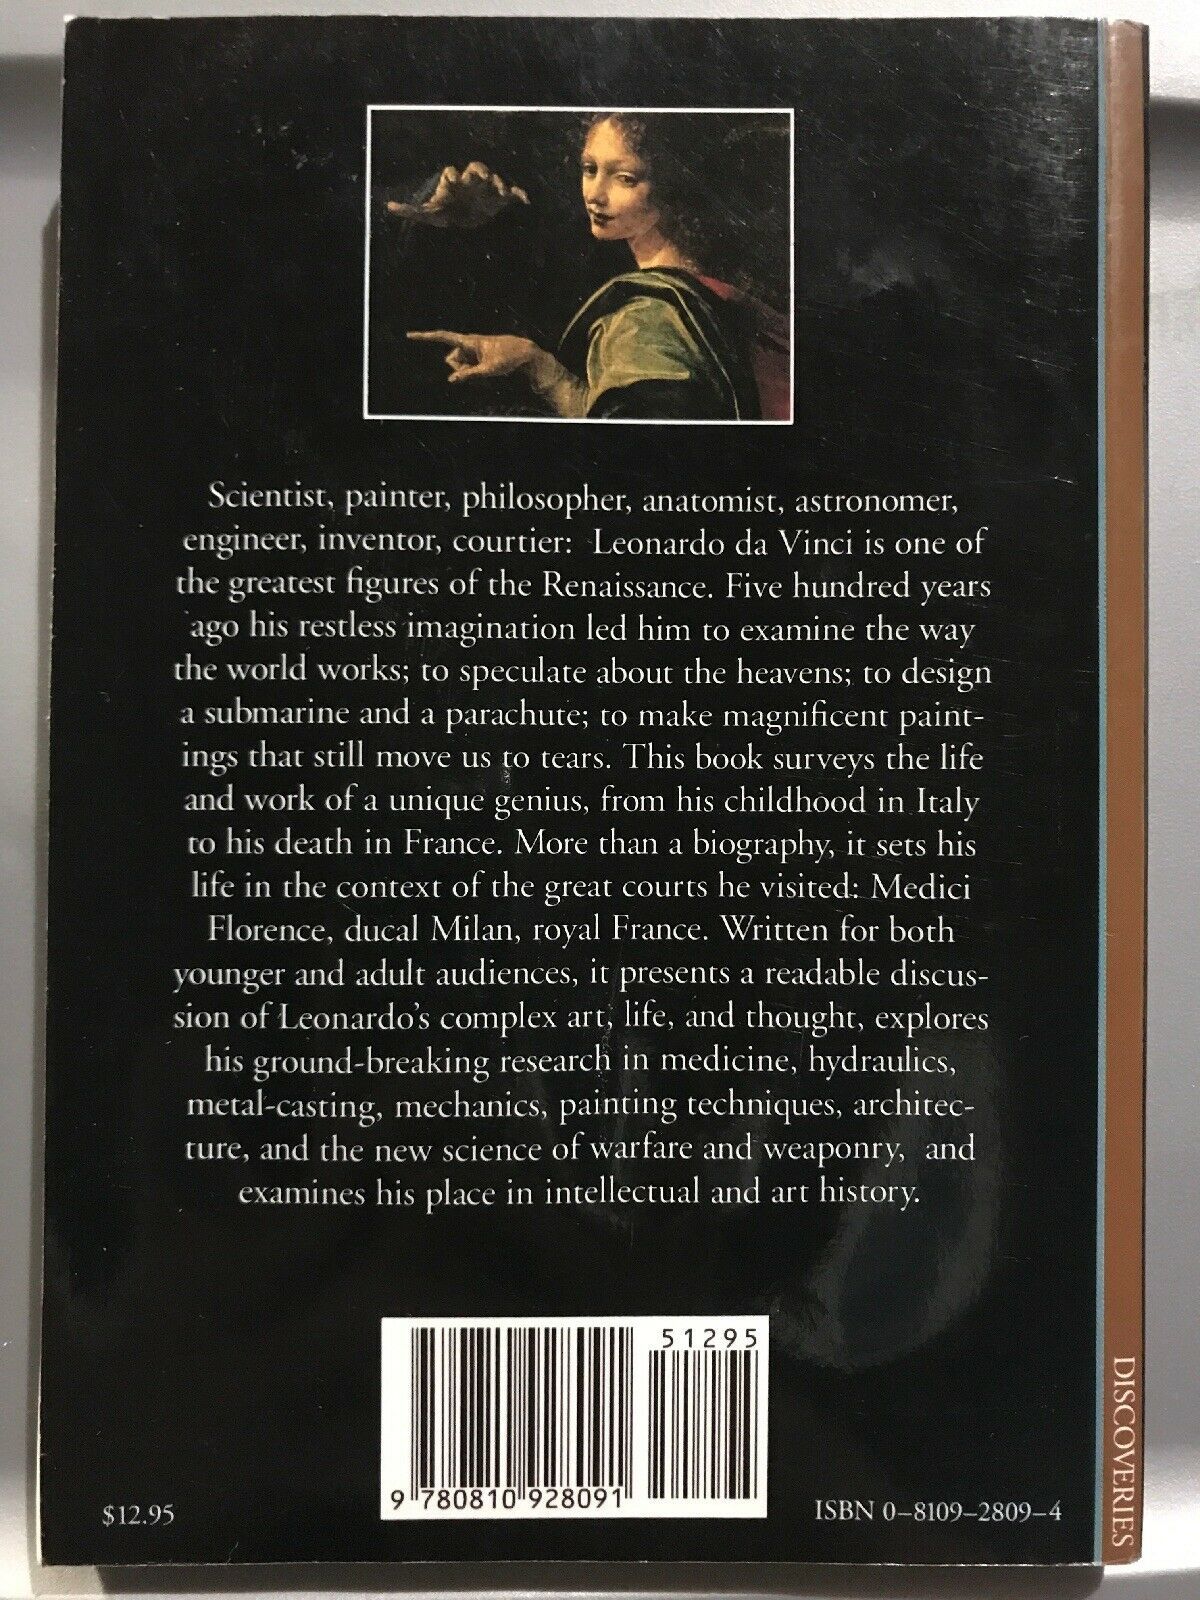 Scientist, painter, philosopher, anatomist, astronomer,
engineer, inventor, courtier: Leonardo da Vinci is one of
the greatest figures of the Renaissance. Five hundred years
ago his restless imagination led him to examine the way
the world works; to speculate about the heavens; to design
a submarine and a parachute; to make magnificent paint-
ings that still move us to tears. This book surveys the life
and work of a unique genius, from his childhood in Italy
to his death in France. More than a biography, it sets his
life in the context of the great courts he visited: Medici
Florence, ducal Milan, royal France. Written for both
younger and adult audiences, it presents a readable discus-
sion of Leonardo's complex art, life, and thought, explores
his ground-breaking research in medicine, hydraulics,
metal-casting, mechanics, painting techniques, architec-
ture, and the new science of warfare and weaponry, and
examines his place in intellectual and art history.
51295
9 780810 928091
$12.95
ISBN 0-8109-2809-4
DISCOVERIES